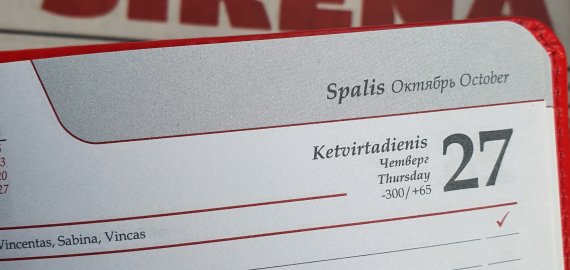 SIRENA
Spalis Октябрь October
Ketvirtadienis
Четверг
Thursday
-300/+65
27
3
20
27
Vincentas, Sabina, Vincas